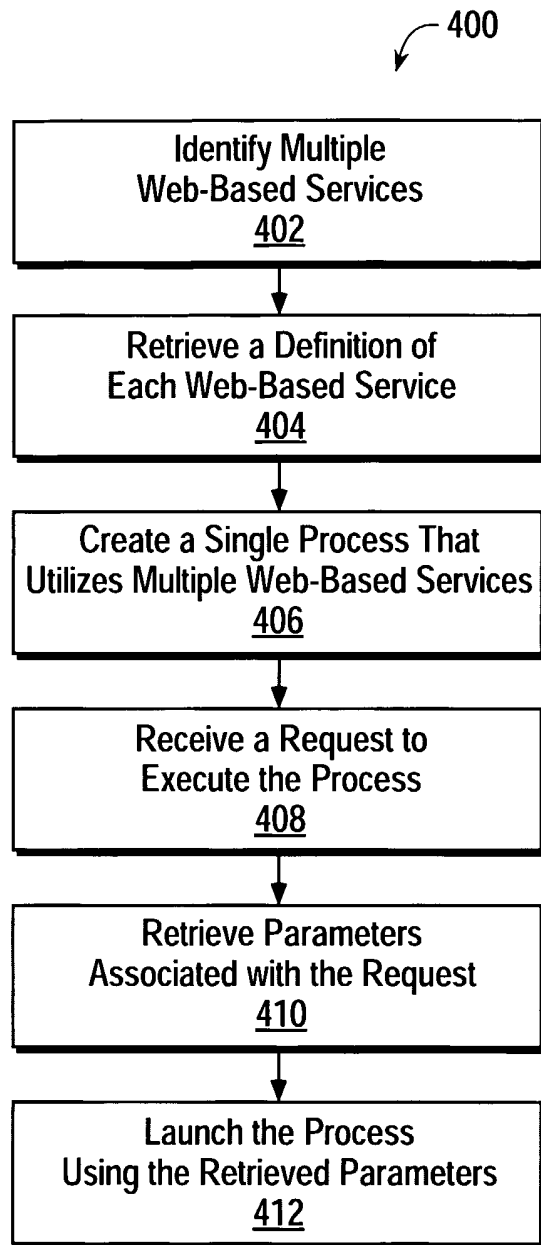 400
Identify Multiple
Web-Based Services
402
Retrieve a Definition of
Each Web-Based Service
404
Create a Single Process That
Utilizes Multiple Web-Based Services
406
Receive a Request to
Execute the Process
408
Retrieve Parameters
Associated with the Request
410
Launch the Process
Using the Retrieved Parameters
412